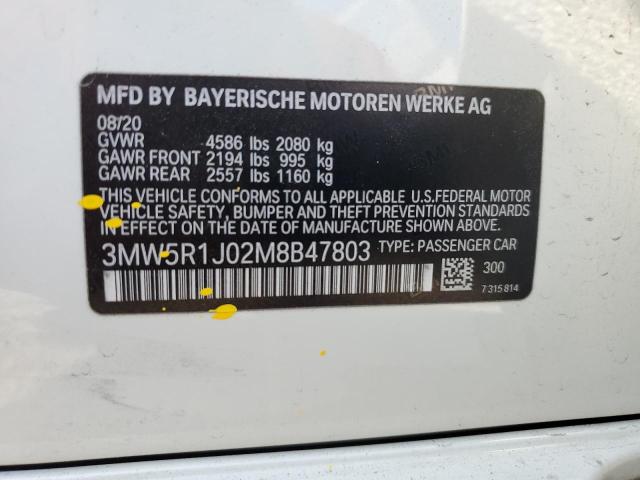 MFD BY BAYERISCHE MOTOREN WERKE AG
08/20
GVWR 4586 lbs 2080 kg
GAWR FRONT 2194 lbs 995 kg
GAWR REAR 2557 lbs 1160 kg
THIS VEHICLE CONFORMS TO ALL APPLICABLE U.S.FEDERAL MOTOR
VEHICLE SAFETY, BUMPER AND THEFT PREVENTION STANDARDS
IN EFFECT ON THE DATE OF MANUFACTURE SHOWN ABOVE.
3MW5R1J02M8B47803 TYPE: PASSENGER CAR
300
7 315 814